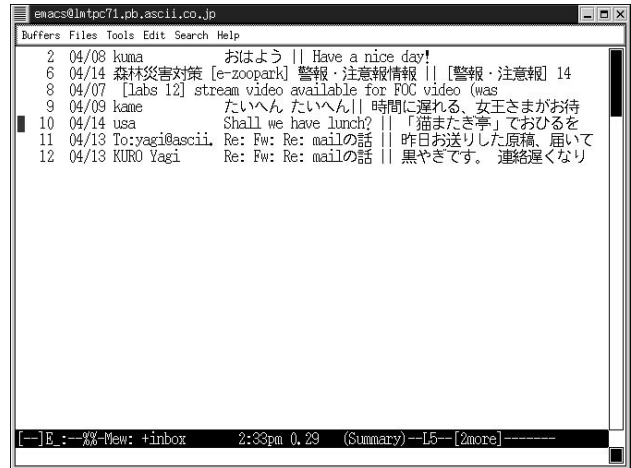 emacs@lmtpc71.pb.ascii.co.jp
Buffers Files Tools Edit Search Help
2 04/08 kuma おはよう || Have a nice day!
6 04/14 森林災害対策 [e-zoopark] 警報・注意報情報 || [警報・注意報] 14
8 04/07 [labs 12] stream video available for FOC video (was
9 04/09 kame たいへん たいへん|| 時間に遅れる、女王さまがお待
10 04/14 usa Shall we have lunch? || 「猫またぎ亭」でおひるを
11 04/13 To:yagi@ascii. Re: Fw: Re: mailの話 || 昨日お送りした原稿、届いて
12 04/13 KURO Yagi Re: Fw: Re: mailの話 || 黒やぎです。 連絡遅くなり
[--]E_:--%%-Mew: +inbox 2:33pm 0.29 (Summary)--L5--[2more]-------